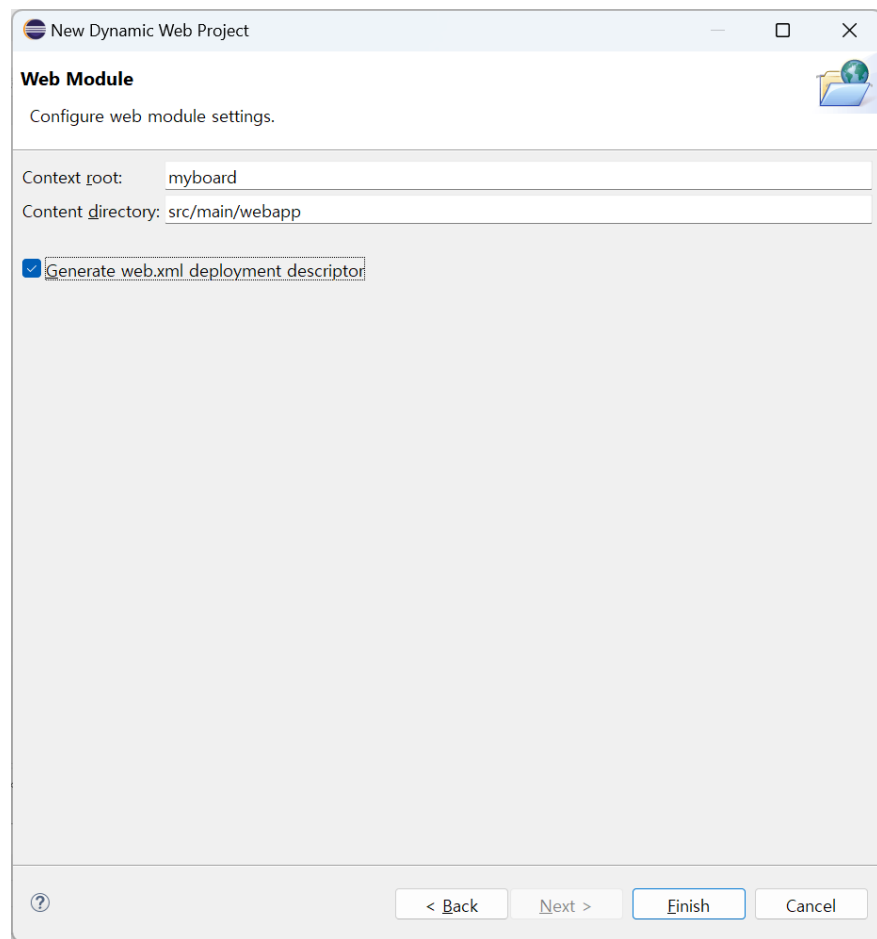 New Dynamic Web Project
Web Module
Configure web module settings.
Context root: myboard
Content directory: src/main/webapp
Generate web.xml deployment descriptor
? < Back Next > Finish Cancel